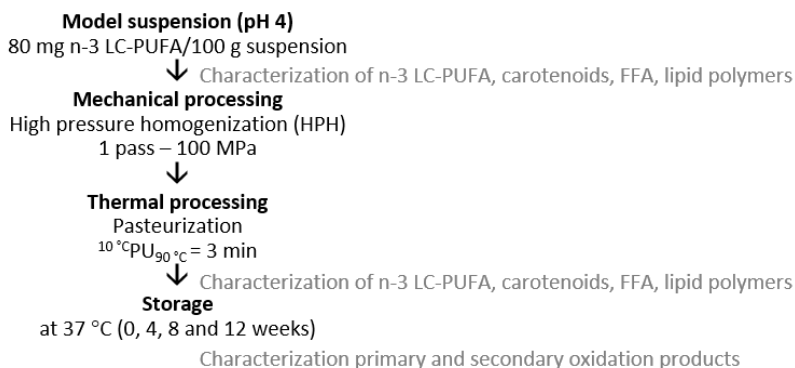 Model suspension (pH 4)
80 mg n-3 LC-PUFA/100 g suspension
Characterization of n-3 LC-PUFA, carotenoids, FFA, lipid polymers
Mechanical processing
High pressure homogenization (HPH)
1 pass – 100 MPa
Thermal processing
Pasteurization
10 °CPU90 °C = 3 min
Characterization of n-3 LC-PUFA, carotenoids, FFA, lipid polymers
Storage
at 37 °C (0, 4, 8 and 12 weeks)
Characterization primary and secondary oxidation products